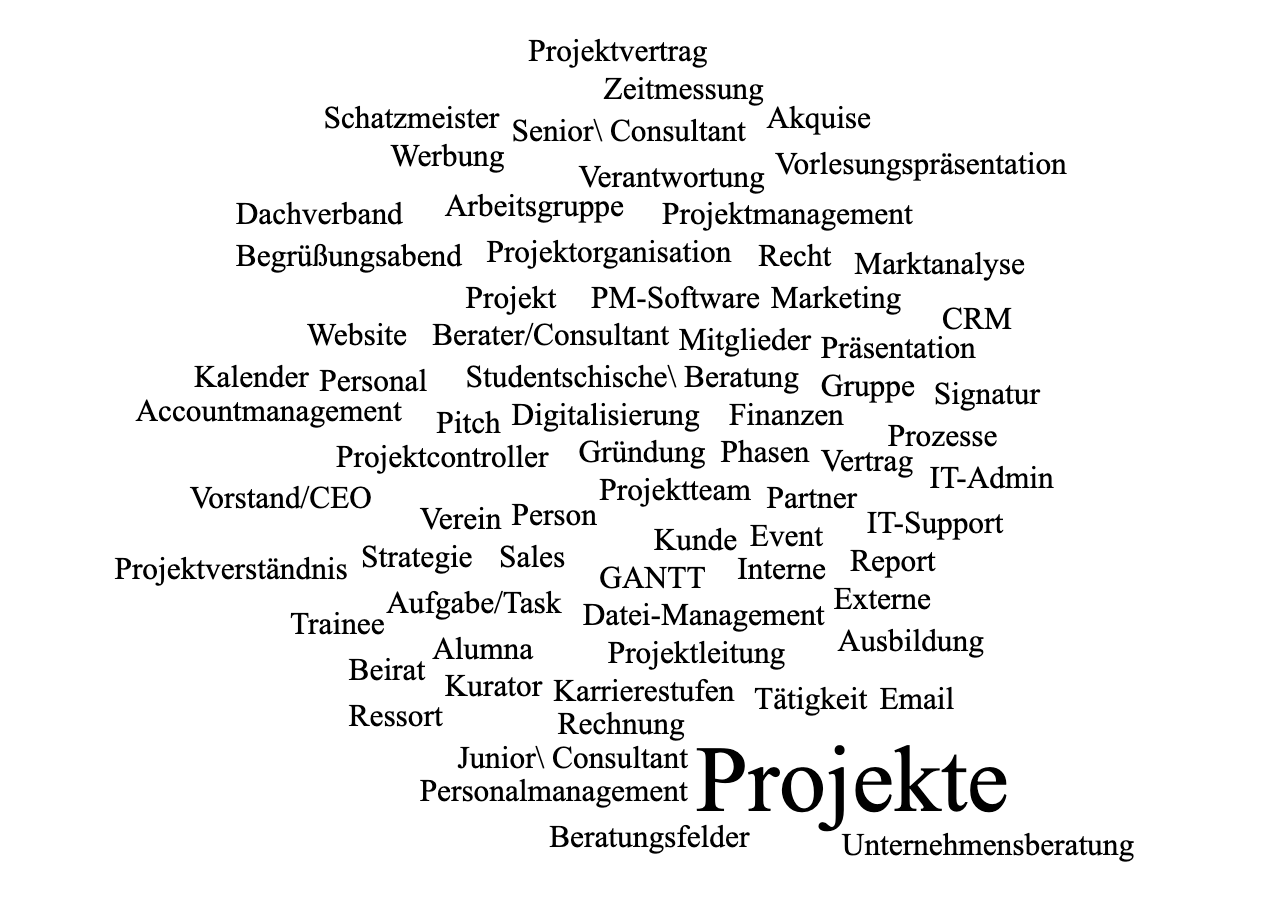 Projektvertrag
Zeitmessung
Schatzmeister Senior\ Consultant Akquise
Werbung Verantwortung Vorlesungspräsentation
Dachverband Arbeitsgruppe Projektmanagement
Begrüßungsabend Projektorganisation Recht Marktanalyse
Projekt PM-Software Marketing CRM
Website Berater/Consultant Mitglieder Präsentation
Kalender Personal Studentschische\ Beratung Gruppe Signatur
Accountmanagement Pitch Digitalisierung Finanzen Prozesse
Projektcontroller Gründung Phasen Vertrag IT-Admin
Vorstand/CEO Projektteam Partner
Verein Person IT-Support
Kunde Event
Projektverständnis Strategie Sales GANTT Interne Report
Aufgabe/Task Datei-Management Externe
Trainee
Alumna Projektleitung Ausbildung
Beirat Kurator Karrierestufen Tätigkeit Email
Ressort Rechnung
Junior\ Consultant Projekte
Personalmanagement
Beratungsfelder Unternehmensberatung